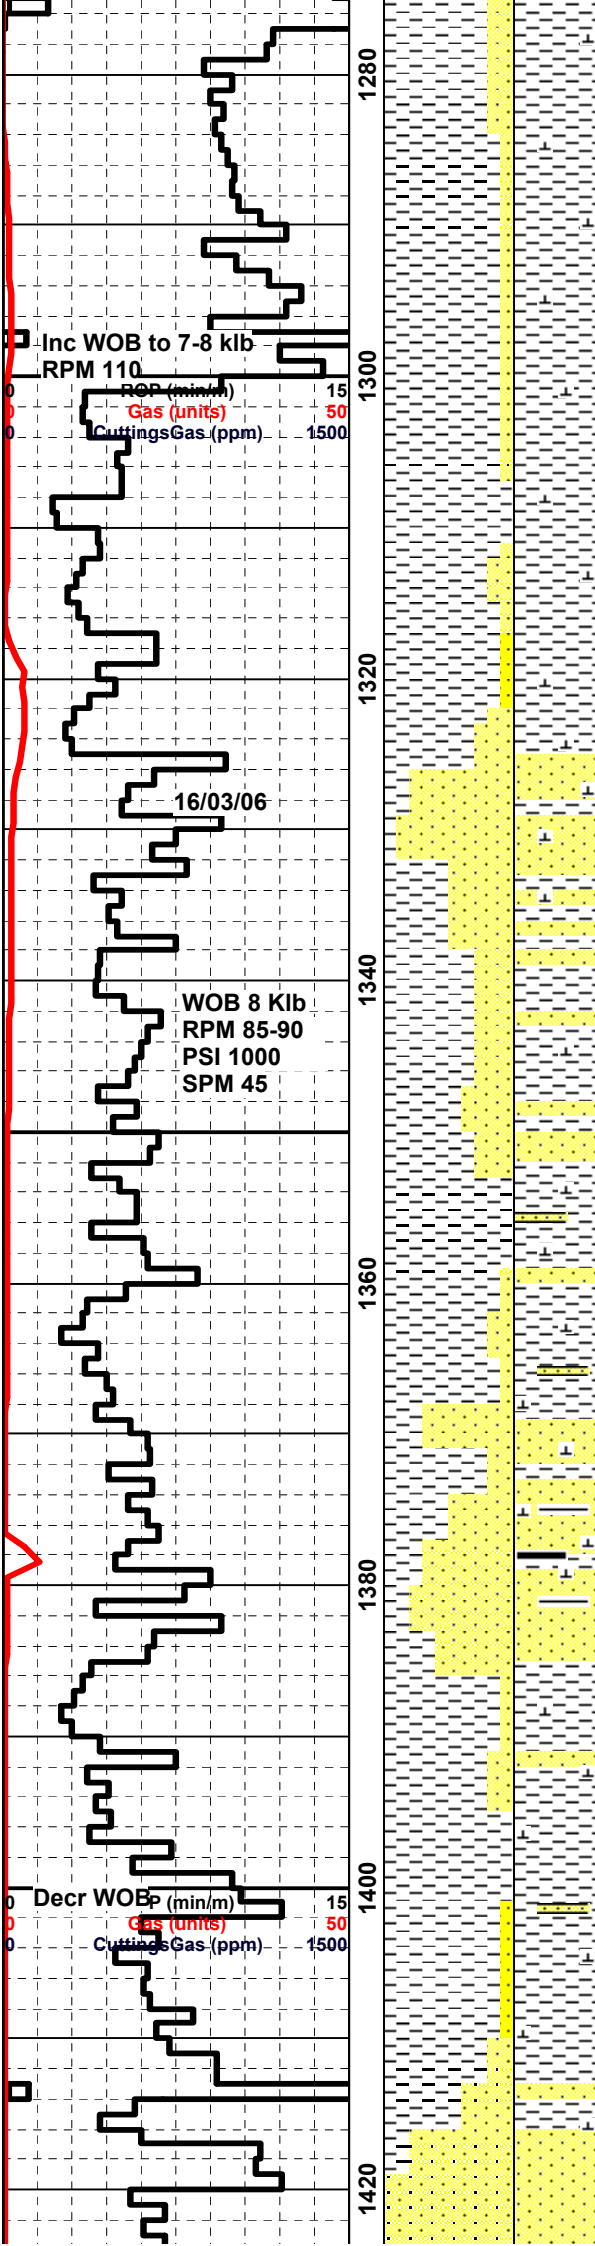 1280
Inc WOB to 7-8 klb
RPM 110
1300
0 ROP (min/m) 15
0 Gas (units) 50
0 CuttingsGas (ppm) 1500
1320
16/03/06
1340
WOB 8 Klb
RPM 85-90
PSI 1000
SPM 45
1360
1380
1400
Decr WOB
0 P (min/m) 15
0 Gas (units) 50
0 CuttingsGas (ppm) 1500
1420